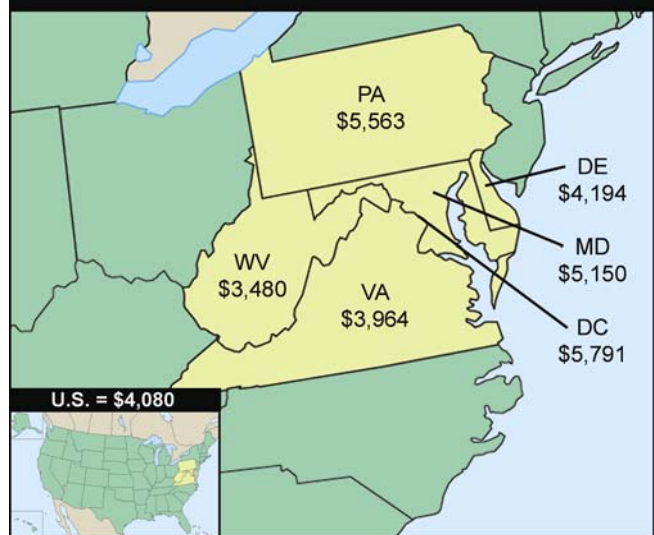 PA
$5,563
DE
$4,194
MD
$5,150
WV
$3,480
VA
$3,964
DC
$5,791
U.S. = $4,080